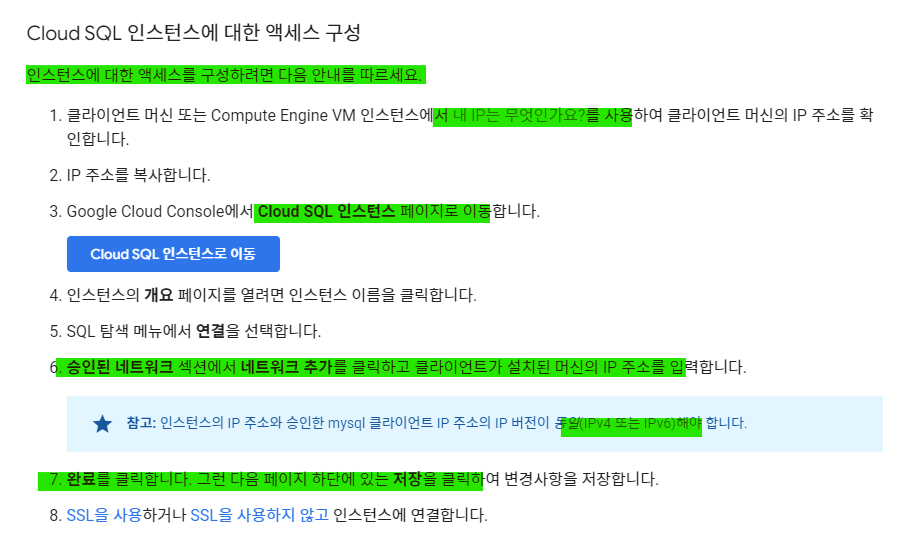 Cloud SQL 인스턴스에 대한 액세스 구성
인스턴스에 대한 액세스를 구성하려면 다음 안내를 따르세요.
1. 클라이언트 머신 또는 Compute Engine VM 인스턴스에서 내 IP는 무엇인가요?를 사용하여 클라이언트 머신의 IP 주소를 확
인합니다.
2. IP 주소를 복사합니다.
3. Google Cloud Console에서 Cloud SQL 인스턴스 페이지로 이동합니다.
Cloud SQL 인스턴스로 이동
4. 인스턴스의 개요 페이지를 열려면 인스턴스 이름을 클릭합니다.
5. SQL 탐색 메뉴에서 연결을 선택합니다.
6. 승인된 네트워크 섹션에서 네트워크 추가를 클릭하고 클라이언트가 설치된 머신의 IP 주소를 입력합니다.
참고: 인스턴스의 IP 주소와 승인한 mysql 클라이언트 IP 주소의 IP 버전이 동일(IPv4 또는 IPv6)해야 합니다.
7. 완료를 클릭합니다. 그런 다음 페이지 하단에 있는 저장을 클릭하여 변경사항을 저장합니다.
8. SSL을 사용하거나 SSL을 사용하지 않고 인스턴스에 연결합니다.